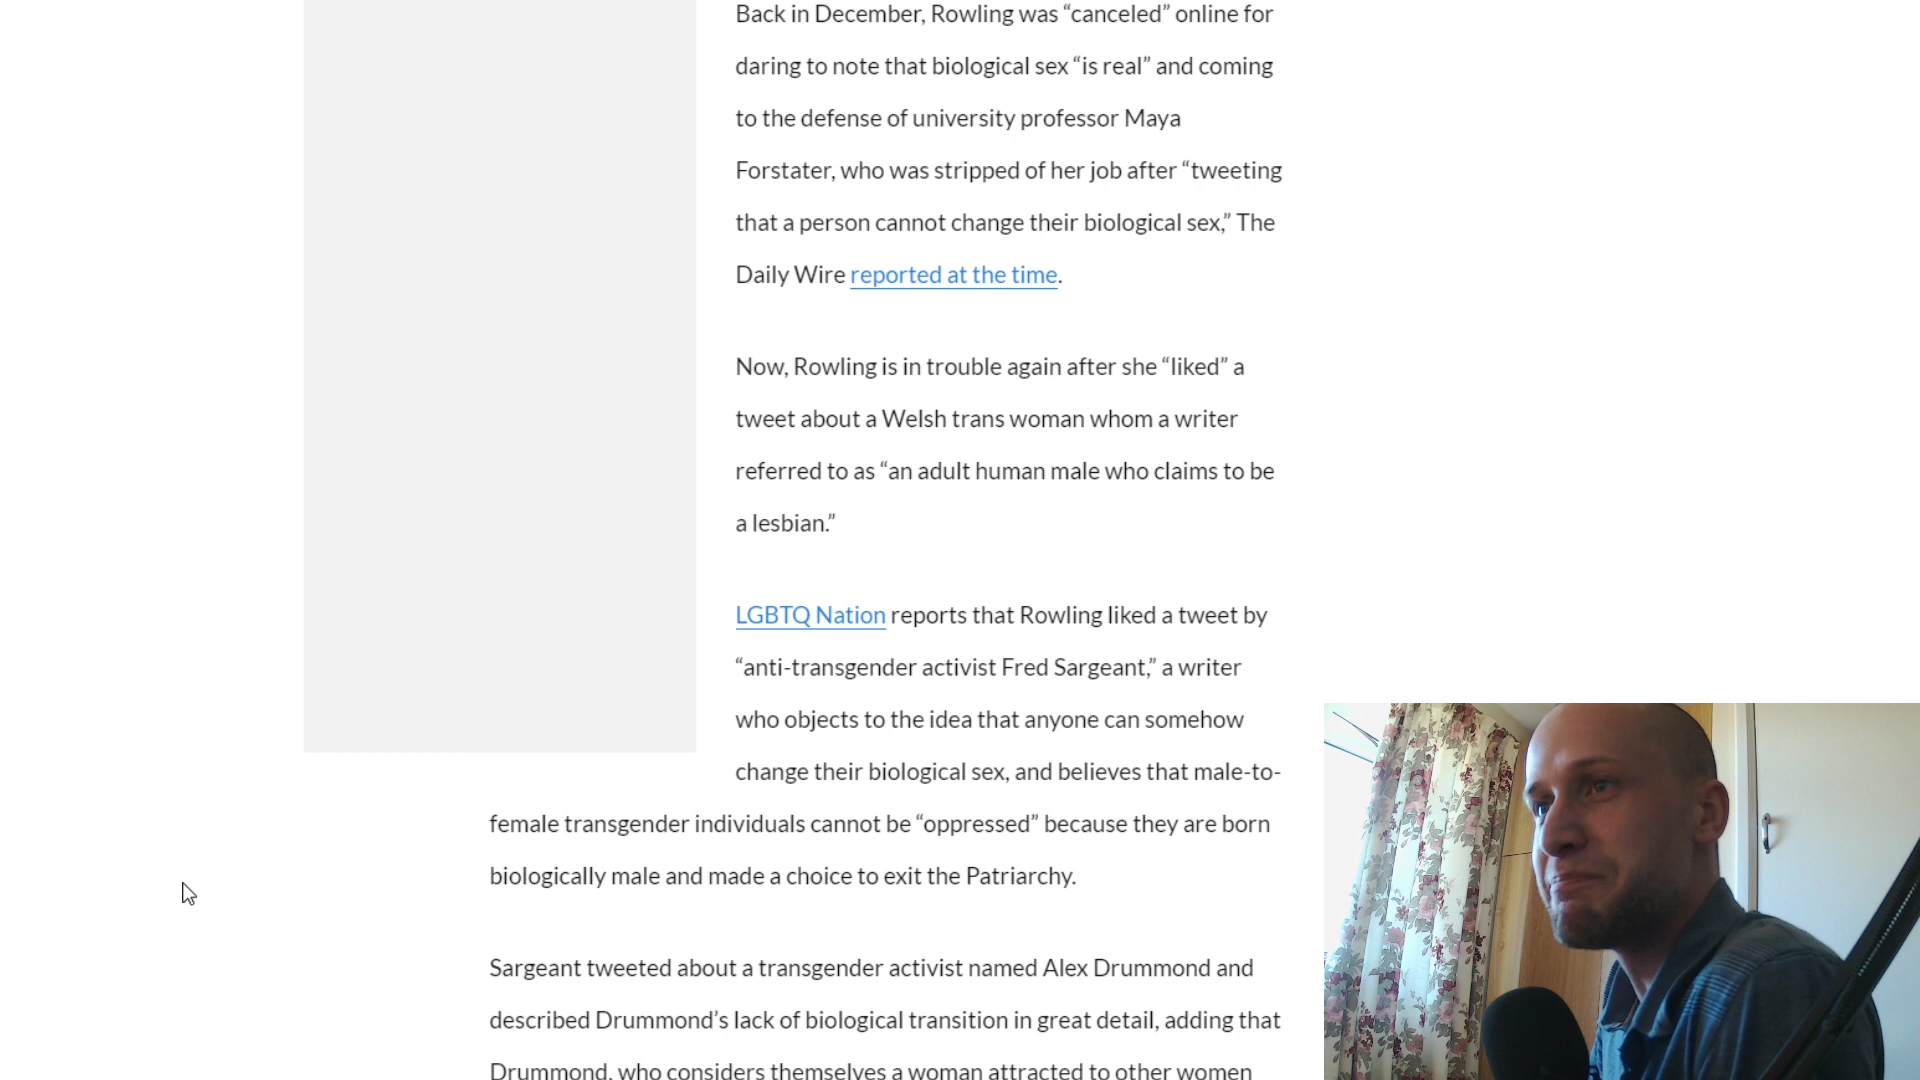 Back in December, Rowling was “canceled” online for
daring to note that biological sex “is real” and coming
to the defense of university professor Maya
Forstater, who was stripped of her job after “tweeting
that a person cannot change their biological sex,” The
Daily Wire reported at the time.
Now, Rowling is in trouble again after she “liked” a
tweet about a Welsh trans woman whom a writer
referred to as “an adult human male who claims to be
a lesbian.”
LGBTQ Nation reports that Rowling liked a tweet by
“anti-transgender activist Fred Sargeant,” a writer
who objects to the idea that anyone can somehow
change their biological sex, and believes that male-to-
female transgender individuals cannot be “oppressed” because they are born
biologically male and made a choice to exit the Patriarchy.
Sargeant tweeted about a transgender activist named Alex Drummond and
described Drummond’s lack of biological transition in great detail, adding that
Drummond, who considers themselves a woman attracted to other women